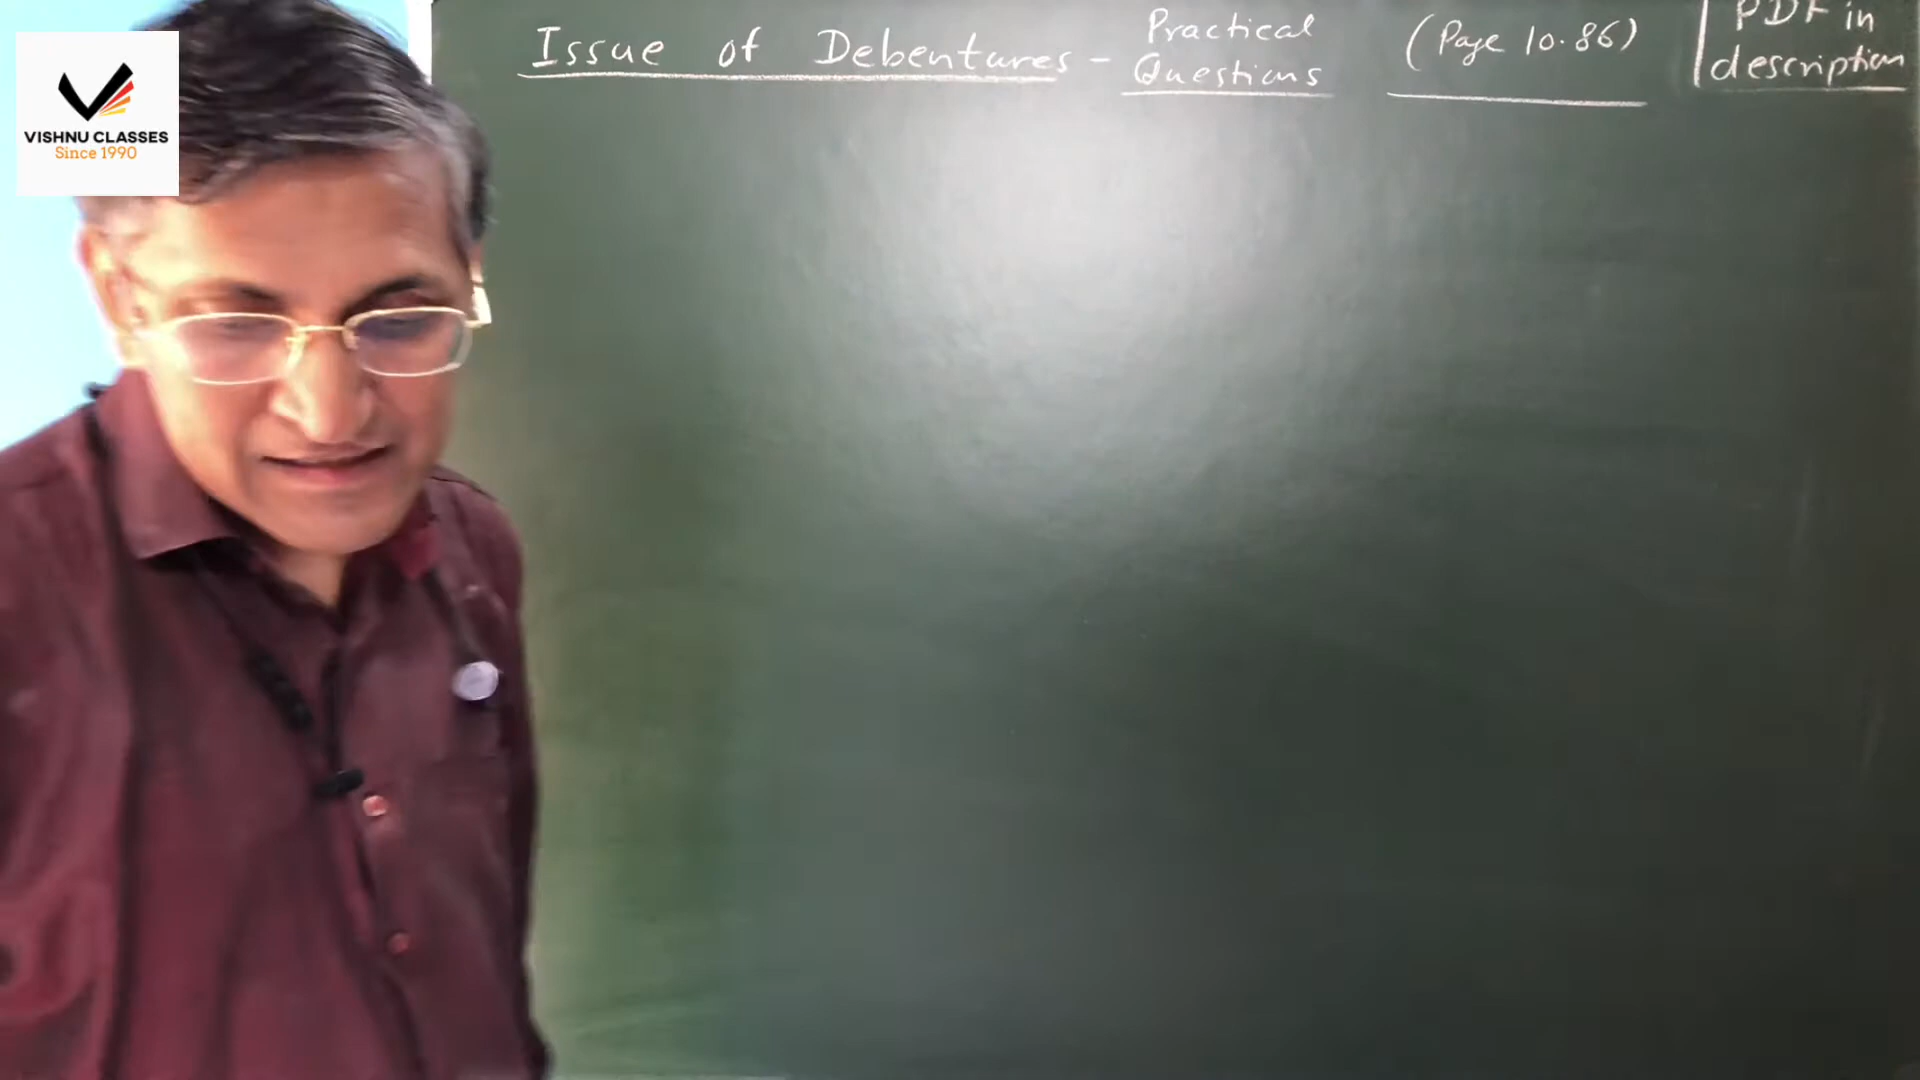 VISHNU CLASSES
Since 1990
Issue of Debentures - Practical Questions
(Page 10.86)
PDF in
description